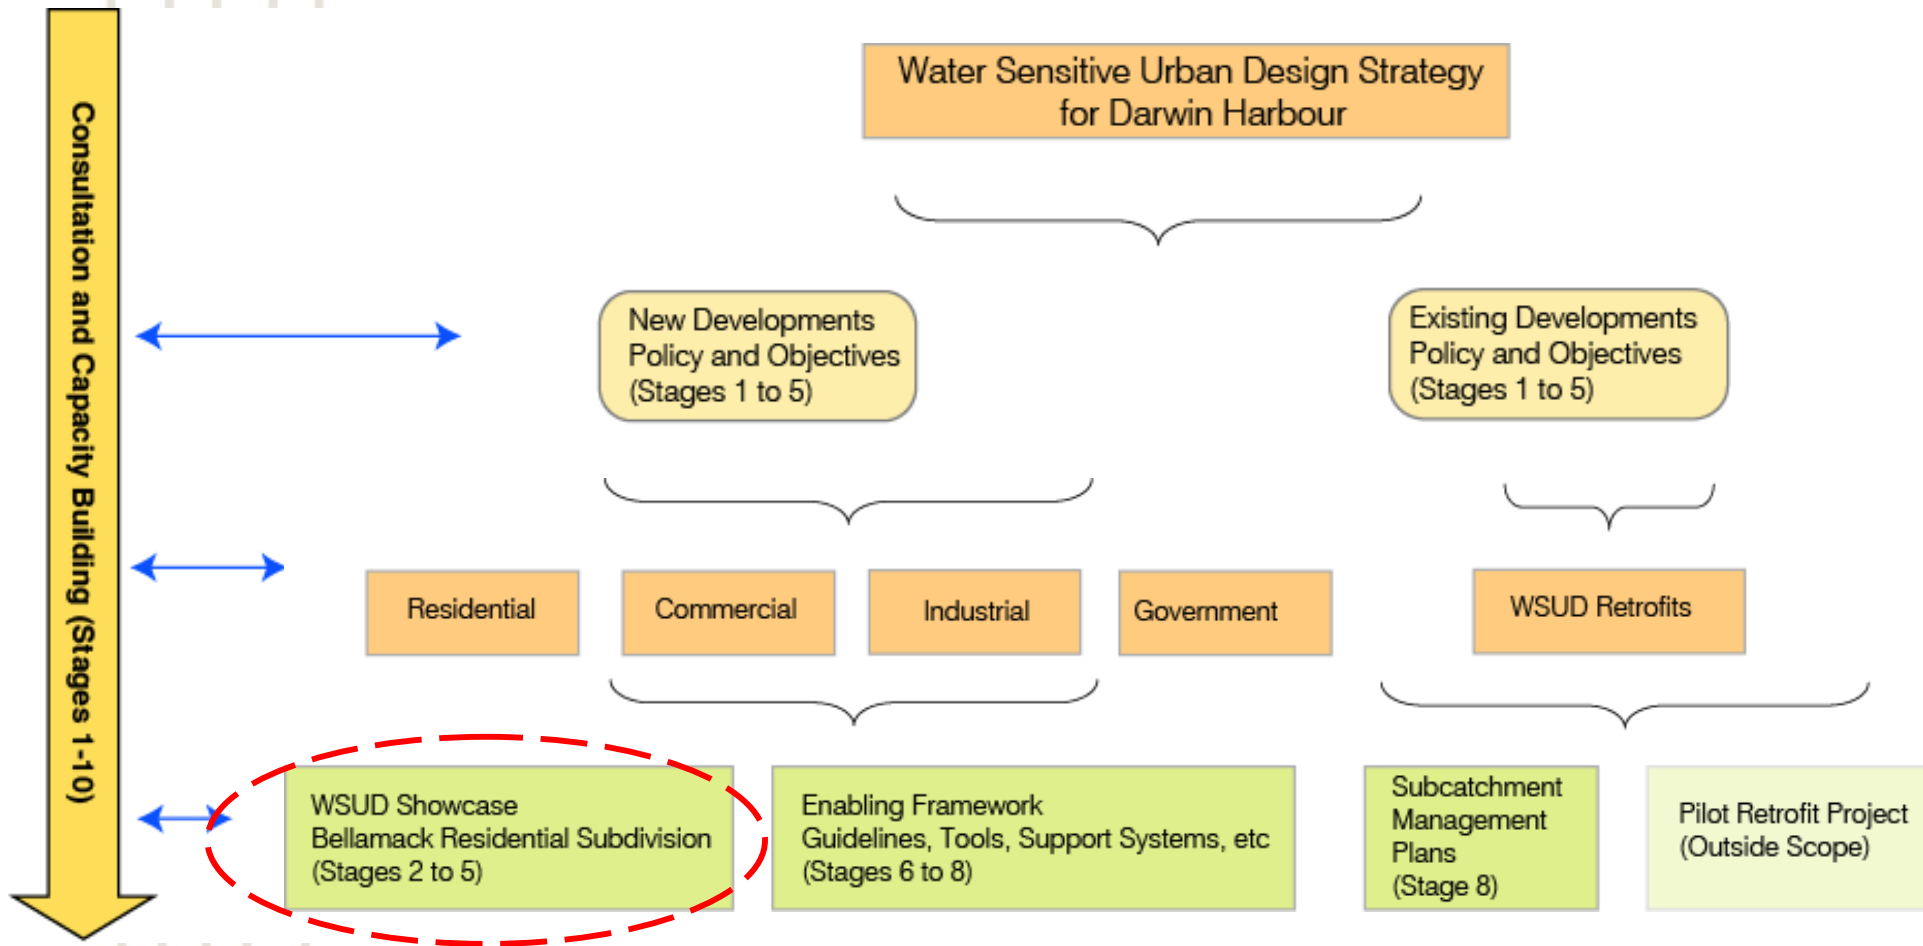 Water Sensitive Urban Design Strategy
for Darwin Harbour
Consultation and Capacity Building (Stages 1-10)
New Developments
Policy and Objectives
(Stages 1 to 5)
Existing Developments
Policy and Objectives
(Stages 1 to 5)
Residential
Commercial
Industrial
Government
WSUD Retrofits
WSUD Showcase
Bellamack Residential Subdivision
(Stages 2 to 5)
Enabling Framework
Guidelines, Tools, Support Systems, etc
(Stages 6 to 8)
Subcatchment
Management
Plans
(Stage 8)
Pilot Retrofit Project
(Outside Scope)